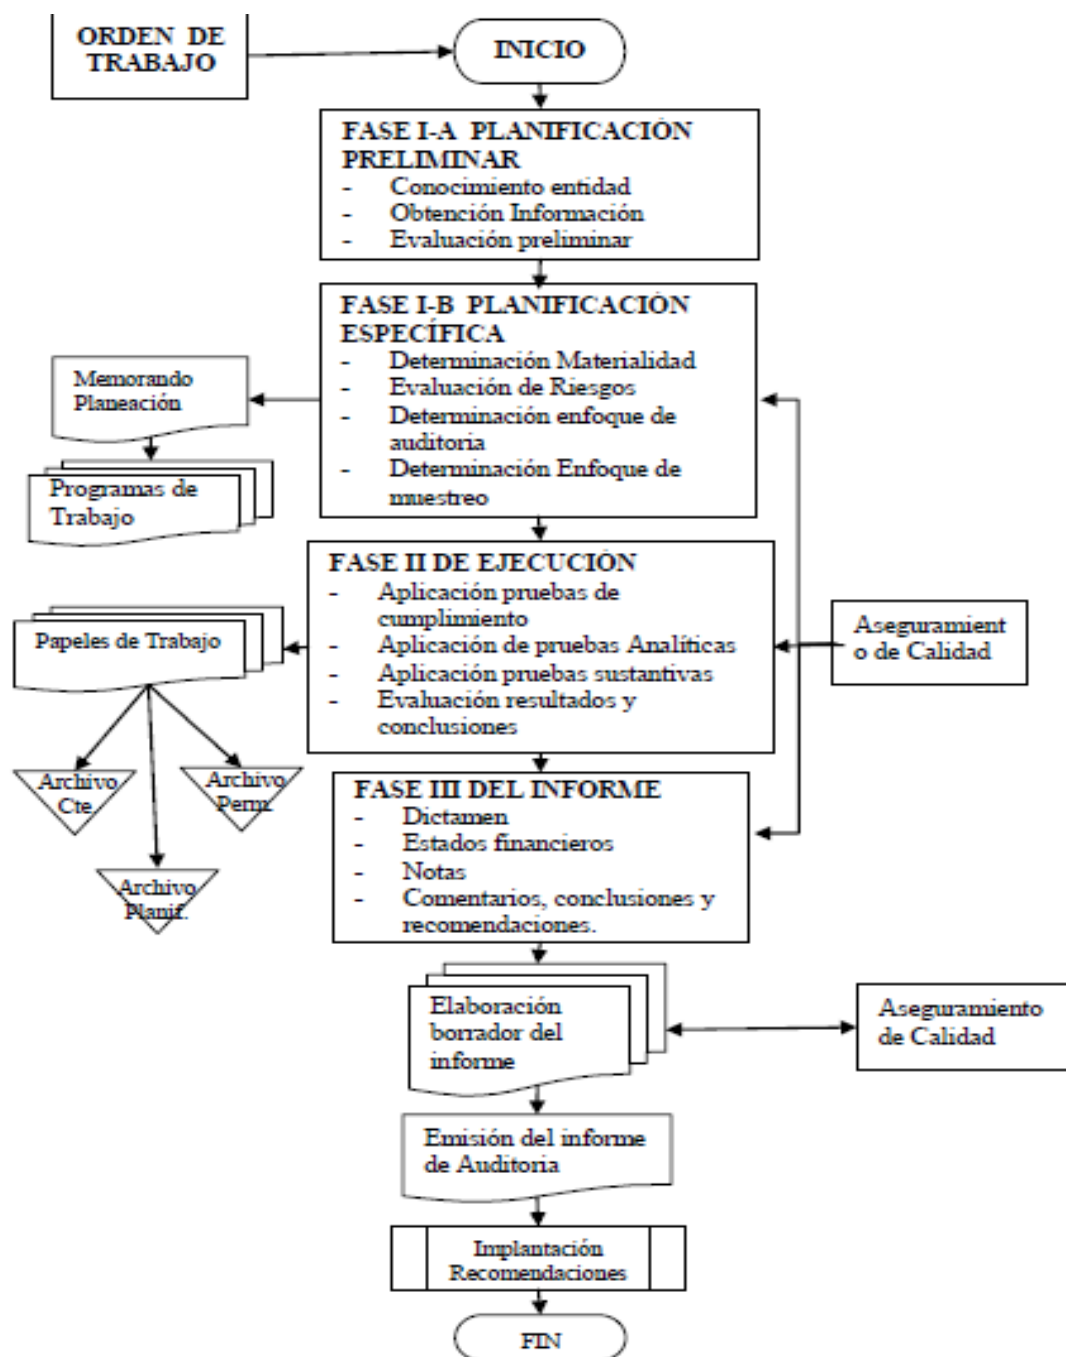 ORDEN DE
TRABAJO
INICIO
FASE I-A PLANIFICACIÓN
PRELIMINAR
- Conocimiento entidad
- Obtención Información
- Evaluación preliminar
FASE I-B PLANIFICACIÓN
ESPECÍFICA
- Determinación Materialidad
- Evaluación de Riesgos
- Determinación enfoque de
auditoria
- Determinación Enfoque de
muestreo
Memorando
Planeación
Programas de
Trabajo
FASE II DE EJECUCIÓN
- Aplicación pruebas de
cumplimiento
- Aplicación de pruebas Analíticas
- Aplicación pruebas sustantivas
- Evaluación resultados y
conclusiones
Papeles de Trabajo
Aseguramient
o de Calidad
Archivo
Cte.
Archivo
Perm.
Archivo
Planif.
FASE III DEL INFORME
- Dictamen
- Estados financieros
- Notas
- Comentarios, conclusiones y
recomendaciones.
Elaboración
borrador del
informe
Aseguramiento
de Calidad
Emisión del informe
de Auditoria
Implantación
Recomendaciones
FIN